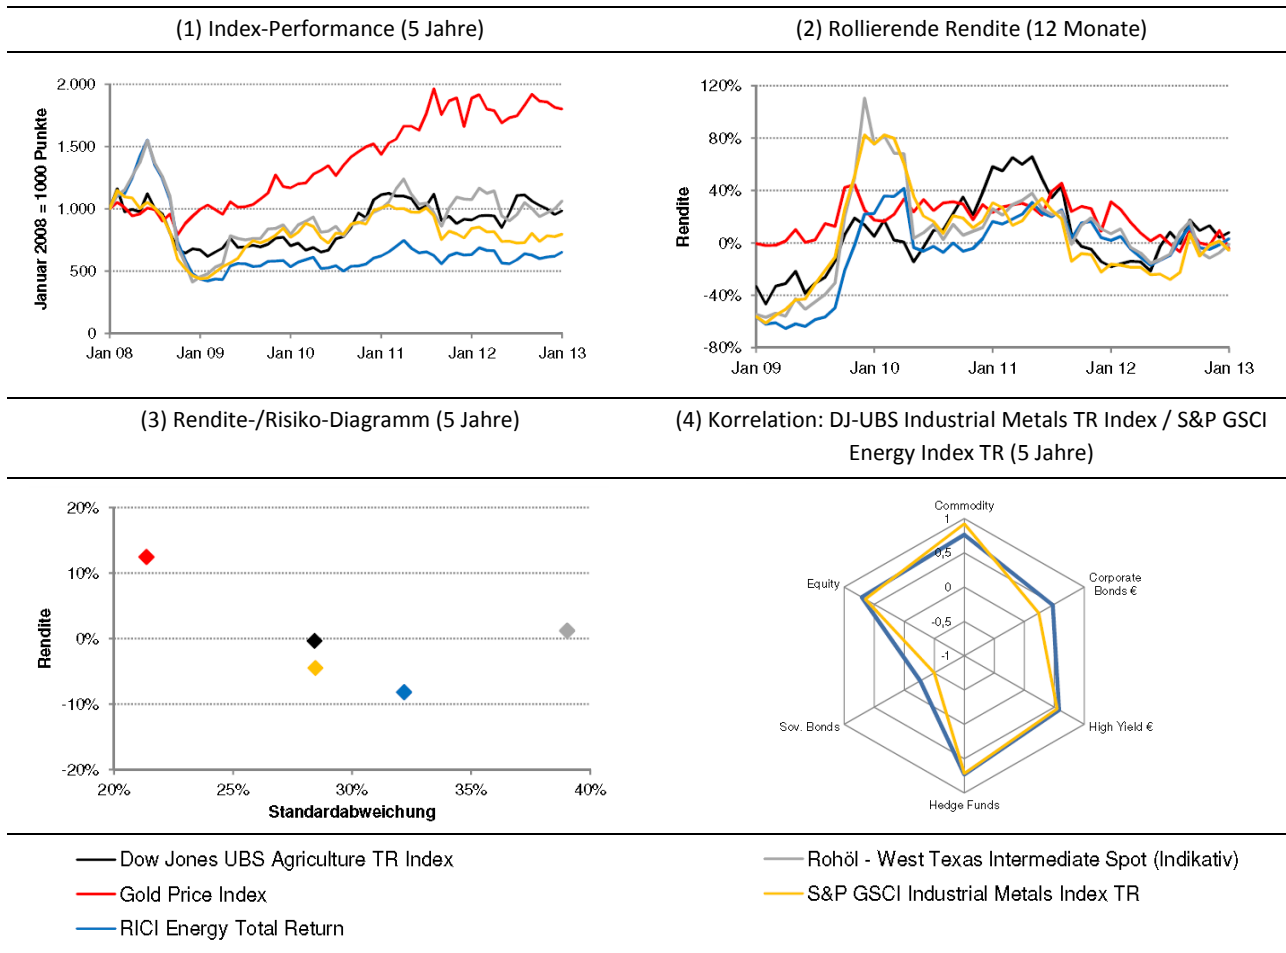 (1) Index-Performance (5 Jahre)
(2) Rollierende Rendite (12 Monate)
Januar 2008 = 1000 Punkte
2.000
1.500
1.000
500
0
Jan 08
Jan 09
Jan 10
Jan 11
Jan 12
Jan 13
Rendite
120%
80%
40%
0%
-40%
-80%
Jan 09
Jan 10
Jan 11
Jan 12
Jan 13
(3) Rendite-/Risiko-Diagramm (5 Jahre)
(4) Korrelation: DJ-UBS Industrial Metals TR Index / S&P GSCI
Energy Index TR (5 Jahre)
Rendite
20%
10%
0%
-10%
-20%
20%
25%
30%
35%
40%
Standardabweichung
Commodity
1
0,5
0
-0,5
-1
Equity
Corporate
Bonds €
Sov. Bonds
High Yield €
Hedge Funds
Dow Jones UBS Agriculture TR Index
Gold Price Index
RICI Energy Total Return
Rohöl - West Texas Intermediate Spot (Indikativ)
S&P GSCI Industrial Metals Index TR